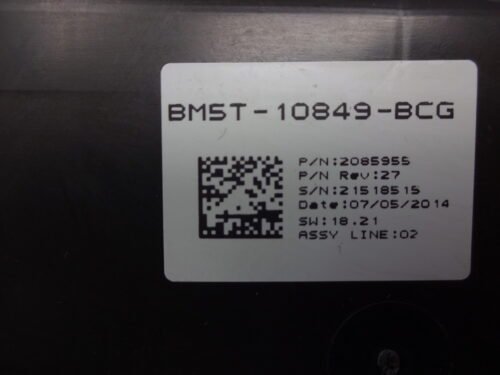 BM5T-10849-BCG
P/N:2085955
P/N Rev:27
S/N:21518515
Date:07/05/2014
SW:18.21
ASSY LINE:02